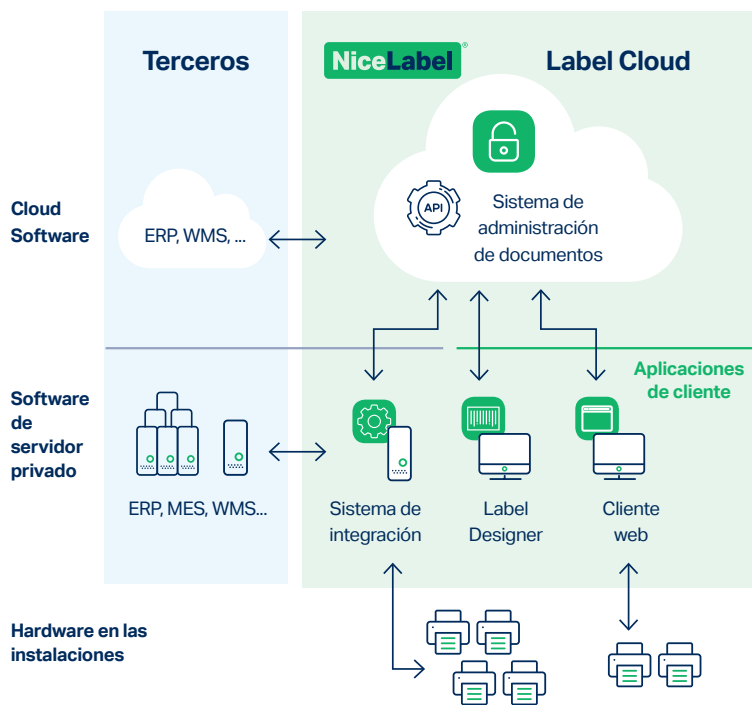 Terceros
NiceLabel®
Label Cloud
Cloud
Software
ERP, WMS, ...
API
Sistema de
administración
de documentos
Aplicaciones
de cliente
Software
de
servidor
privado
ERP, MES, WMS...
Sistema de
integración
Label
Designer
Cliente
web
Hardware en las
instalaciones